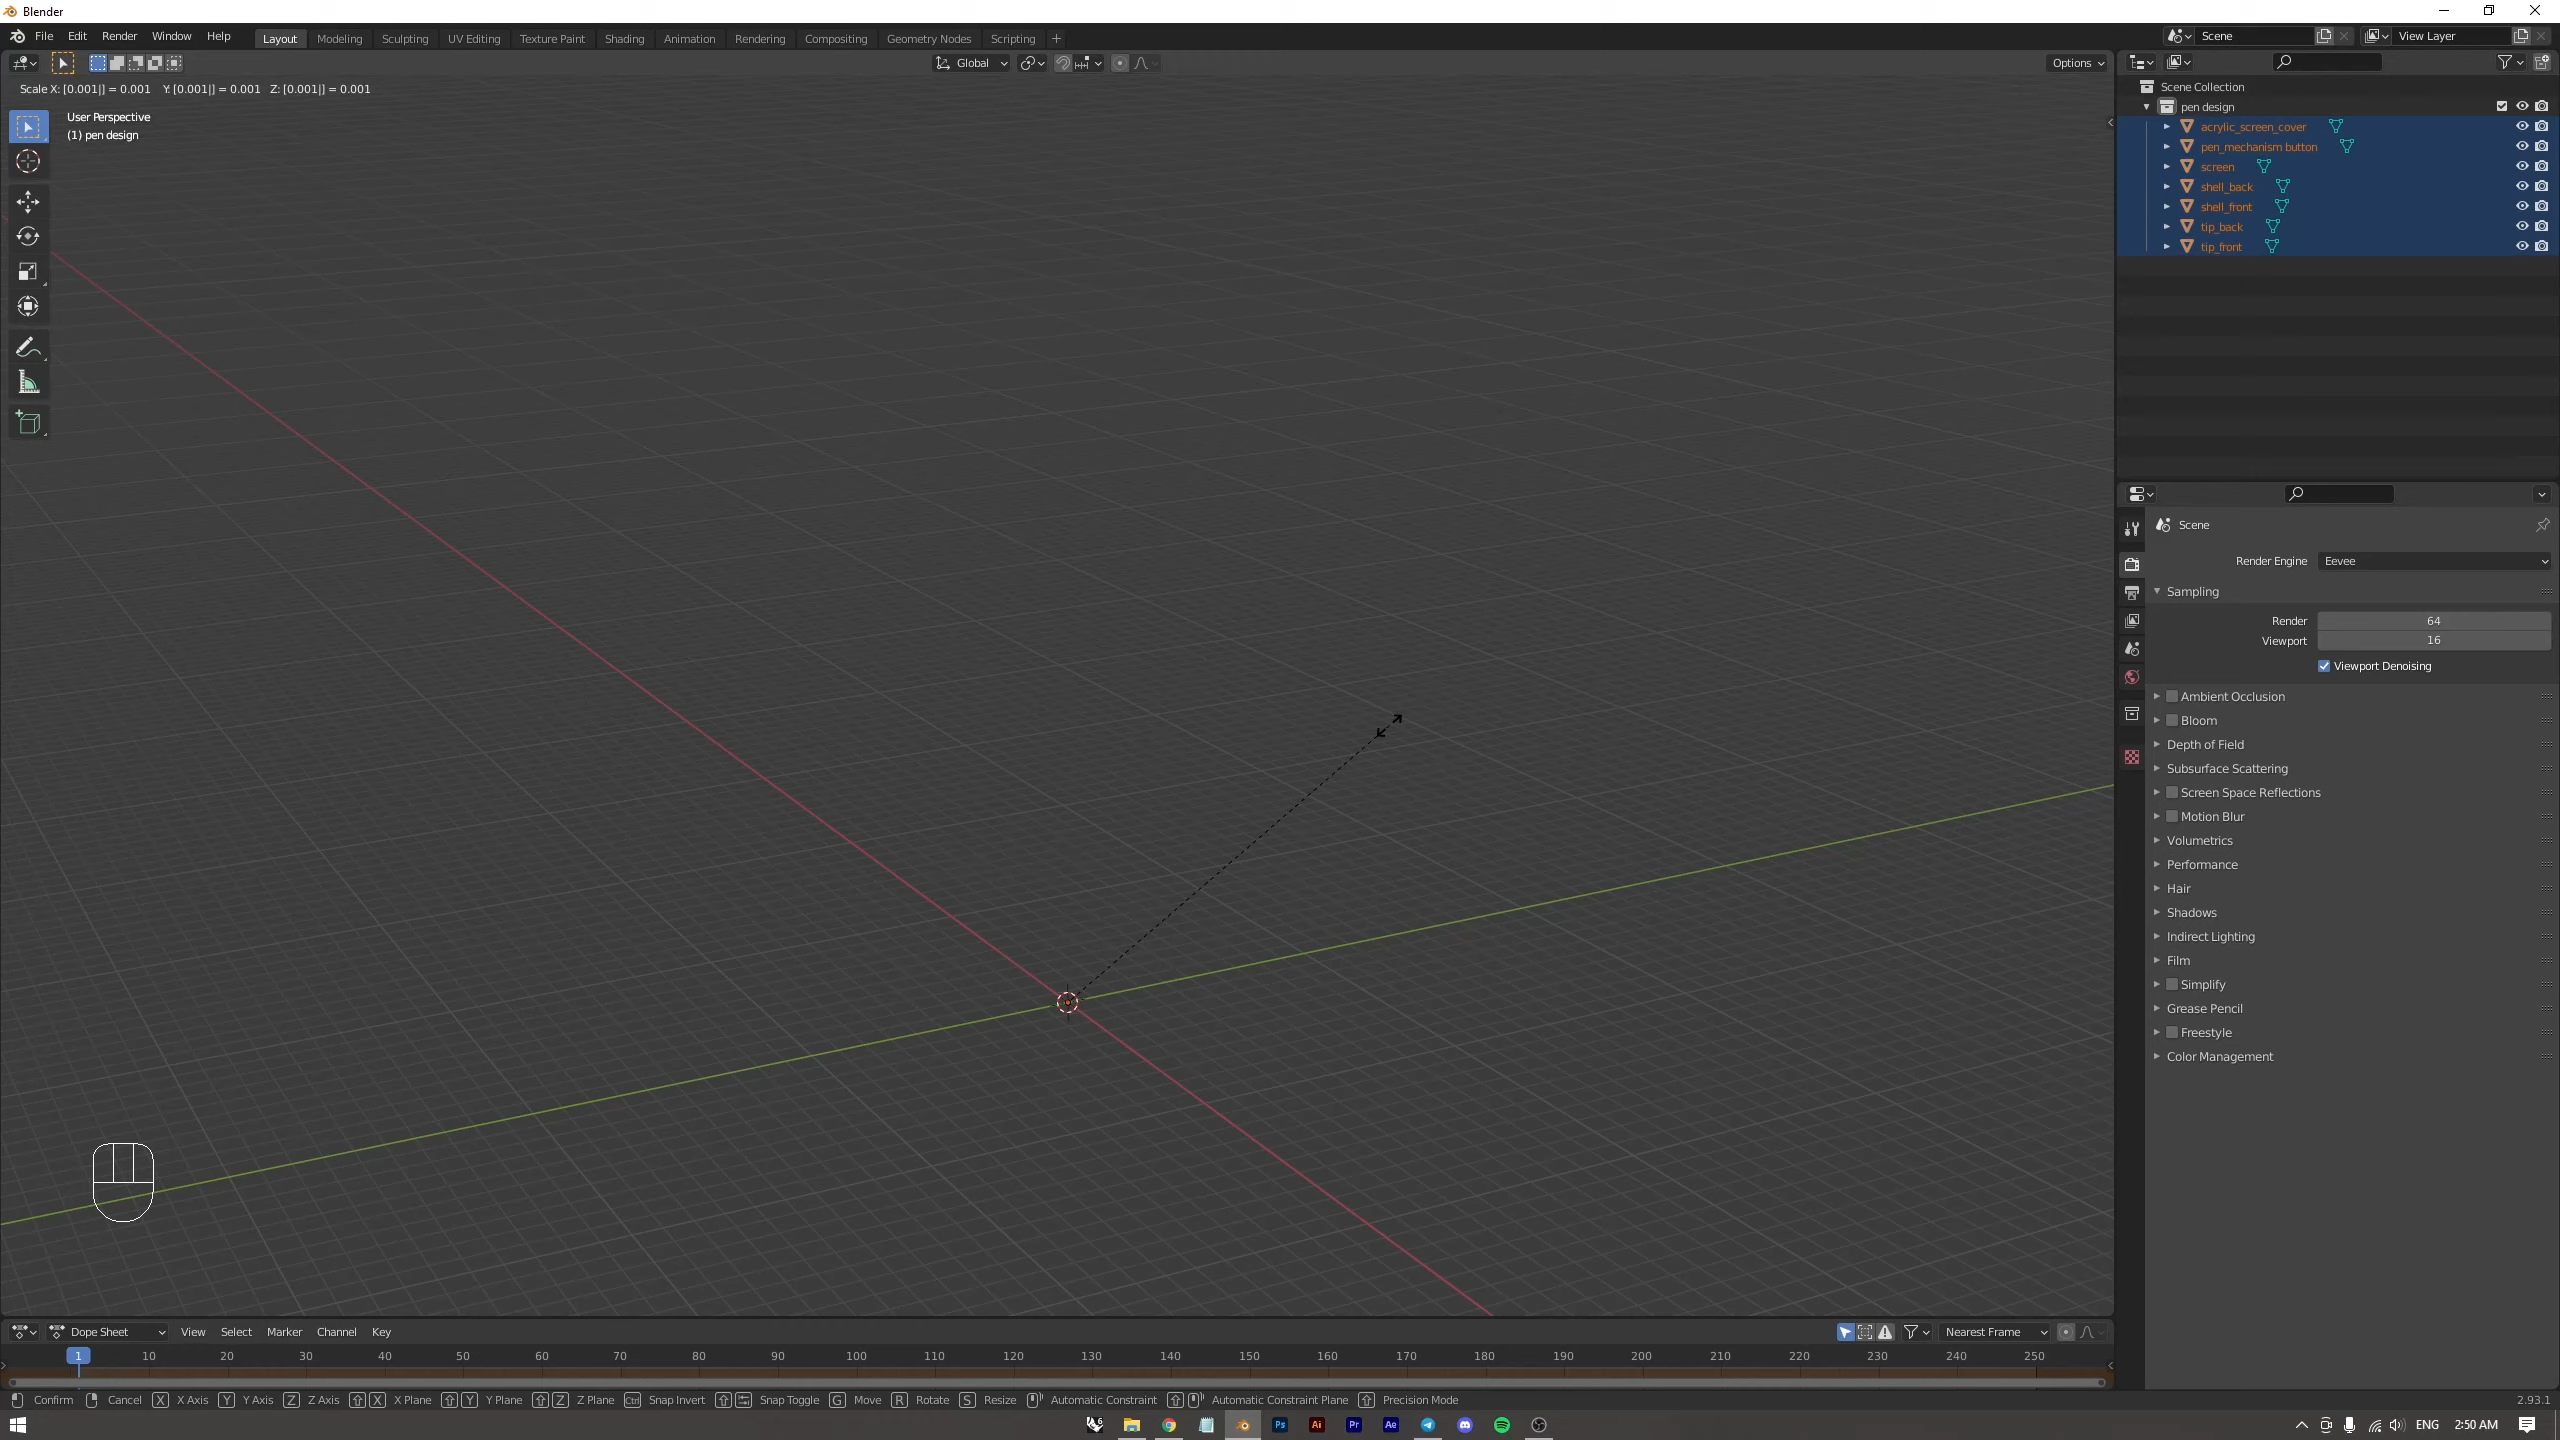 Blender
File Edit Render Window Help Layout Modeling Sculpting UV Editing Texture Paint Shading Animation Rendering Compositing Geometry Nodes Scripting + Scene View Layer
Global Options
Scale X: [0.001|] = 0.001 Y: [0.001|] = 0.001 Z: [0.001|] = 0.001
User Perspective
(1) pen design
Scene Collection
pen design
acrylic_screen_cover
pen_mechanism button
screen
shell_back
shell_front
tip_back
tip_front
Scene
Render Engine Eevee
Sampling
Render 64
Viewport 16
Viewport Denoising
Ambient Occlusion
Bloom
Depth of Field
Subsurface Scattering
Screen Space Reflections
Motion Blur
Volumetrics
Performance
Hair
Shadows
Indirect Lighting
Film
Simplify
Grease Pencil
Freestyle
Color Management
Dope Sheet View Select Marker Channel Key Nearest Frame
1 10 20 30 40 50 60 70 80 90 100 110 120 130 140 150 160 170 180 190 200 210 220 230 240 250
Confirm Cancel X X Axis Y Y Axis Z Z Axis X X Plane Y Y Plane Z Z Plane Ctrl Snap Invert Snap Toggle G Move R Rotate S Resize Automatic Constraint Automatic Constraint Plane Precision Mode 2.93.1
6 Ps Ai Pr Ae ENG 2:50 AM